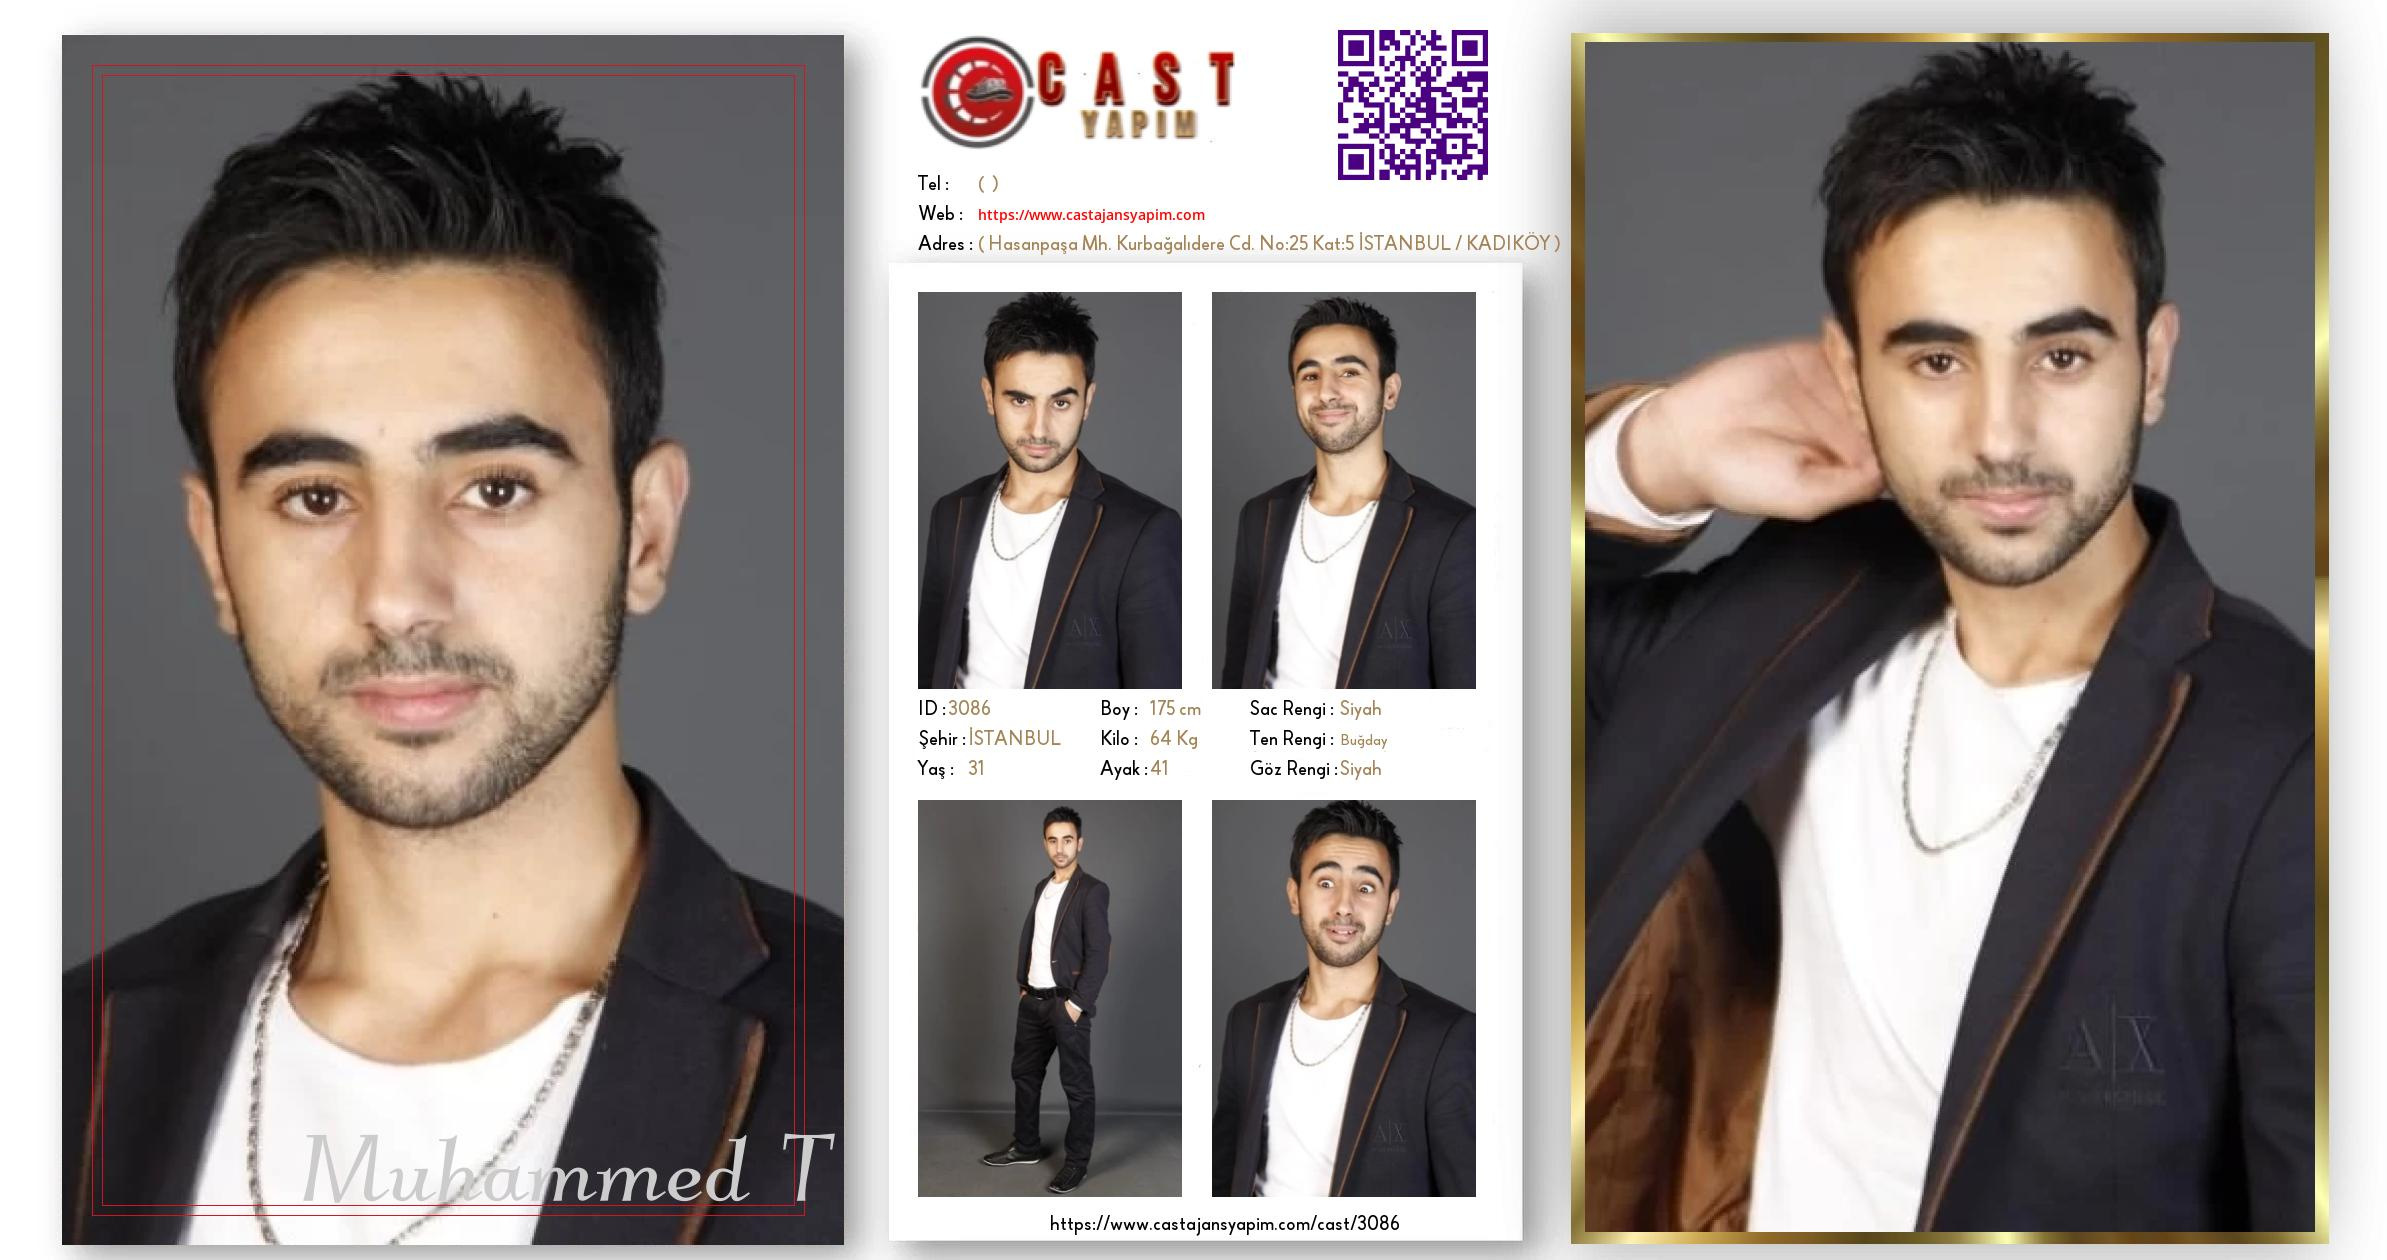 Muhammed T
CAST
YAPIM
Tel : ( )
Web : https://www.castajansyapim.com
Adres : ( Hasanpaşa Mh. Kurbağalıdere Cd. No:25 Kat:5 İSTANBUL / KADIKÖY )
A|X
A|X
ID : 3086 Boy : 175 cm Sac Rengi : Siyah
Şehir : İSTANBUL Kilo : 64 Kg Ten Rengi : Buğday
Yaş : 31 Ayak : 41 Göz Rengi : Siyah
A|X
https://www.castajansyapim.com/cast/3086
A|X